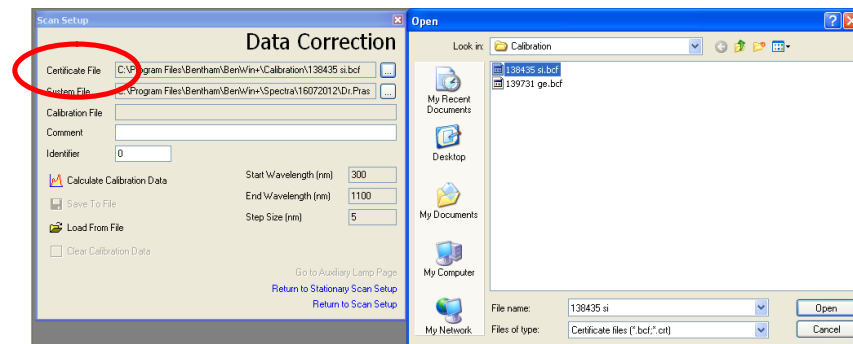 Scan Setup
Data Correction
Certificate File C:\Program Files\Bentham\BenWin+\Calibration\138435 si.bcf ...
System File C:\Program Files\Bentham\BenWin+\Spectra\16072012\Dr.Pras ...
Calibration File
Comment
Identifier 0
Calculate Calibration Data
Save To File
Load From File
Clear Calibration Data
Start Wavelength (nm) 300
End Wavelength (nm) 1100
Step Size (nm) 5
Go to Auxiliary Lamp Page
Return to Stationary Scan Setup
Return to Scan Setup
Open
Look in: Calibration
My Recent
Documents
Desktop
My Documents
My Computer
My Network
138435 si.bcf
139731 ge.bcf
File name: 138435 si Open
Files of type: Certificate files (*.bcf;*.crt) Cancel